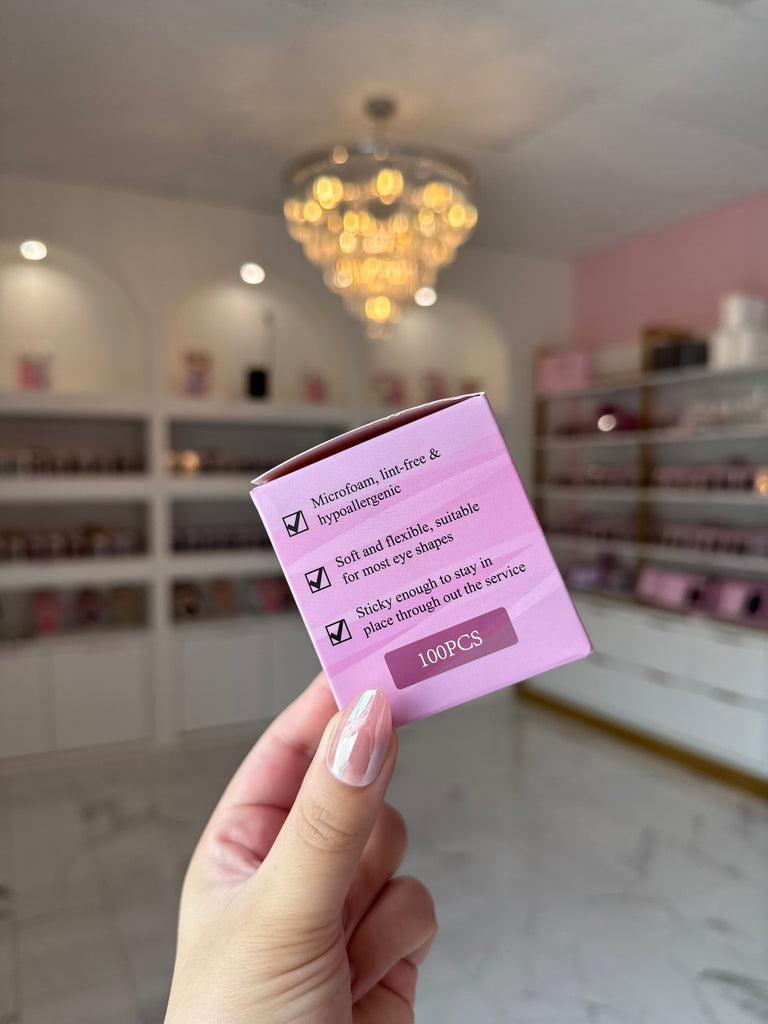 Microfoam, lint-free &
hypoallergenic
Soft and flexible, suitable
for most eye shapes
Sticky enough to stay in
place through out the service
100PCS